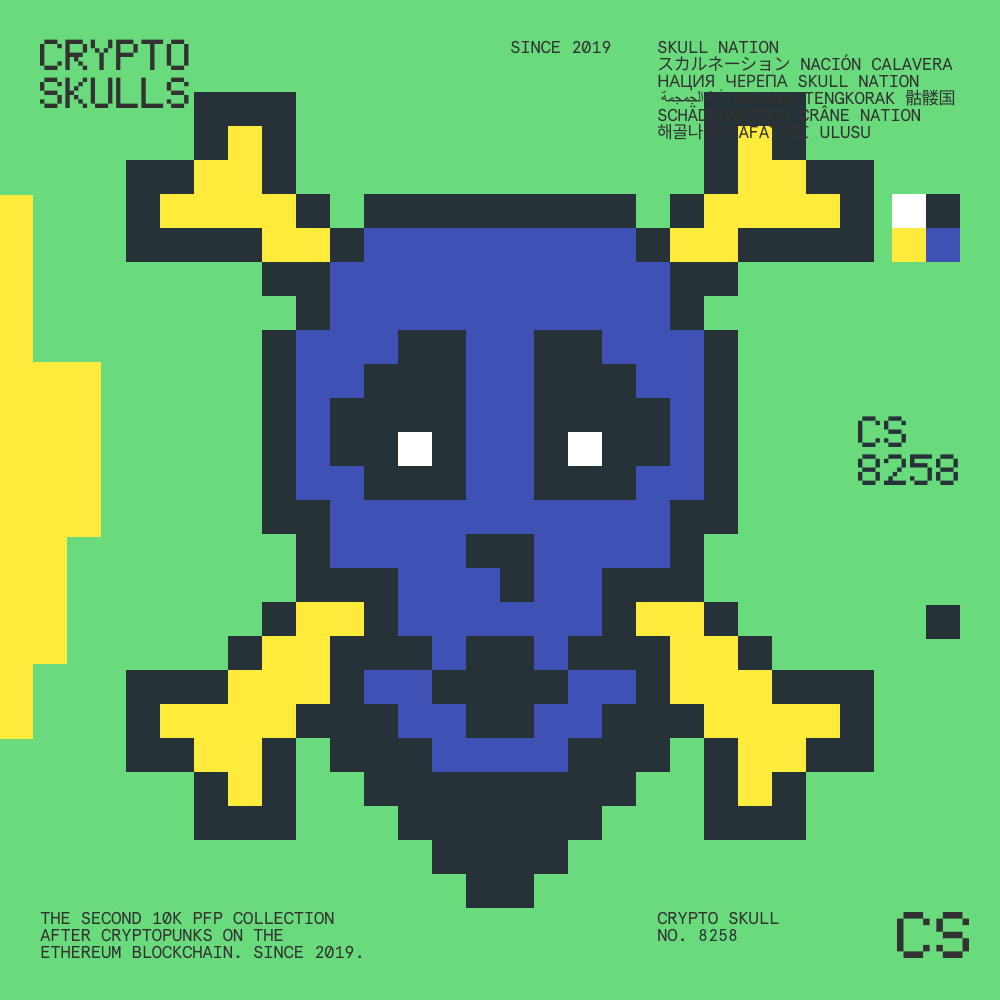 CRYPTO
SKULLS
SINCE 2019
SKULL NATION
スカルネーション NACIÓN CALAVERA
НАЦИЯ ЧЕРЕПА SKULL NATION
TENGKORAK 骷髅国
CRÂNE NATION
해골나 ULUSU
CS
8258
THE SECOND 10K PFP COLLECTION
AFTER CRYPTOPUNKS ON THE
ETHEREUM BLOCKCHAIN. SINCE 2019.
CRYPTO SKULL
NO. 8258
CS